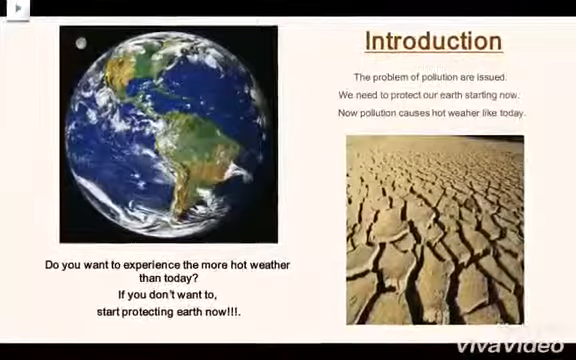 Introduction
The problem of pollution are issued.
We need to protect our earth starting now.
Now pollution causes hot weaher like today.
Do you want to experience the more hot weather
than today?
If you don't want to,
start protecting earth now!!!.
vivavideo